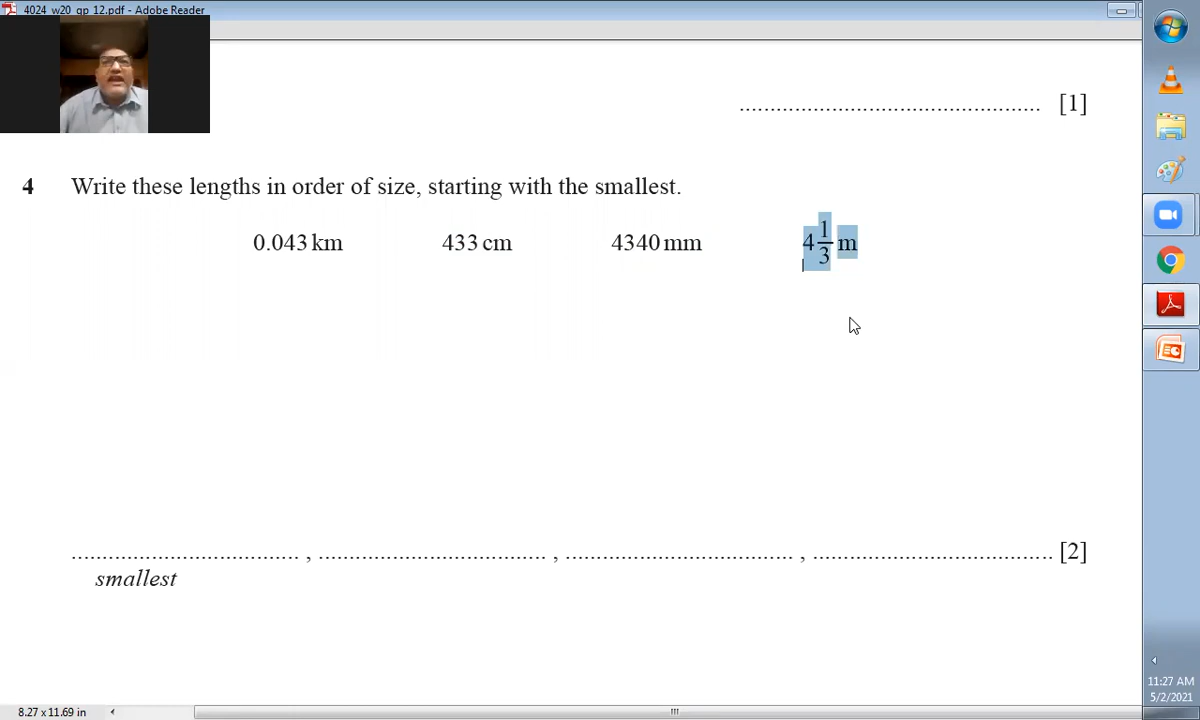 4024_w20_qp_12.pdf - Adobe Reader
.............................................. [1]
4 Write these lengths in order of size, starting with the smallest.
0.043 km 433 cm 4340 mm 4 1/3 m
................................... , ................................... , ................................... , ..................................... [2]
smallest
11:27 AM
5/2/2021
8.27 x 11.69 in